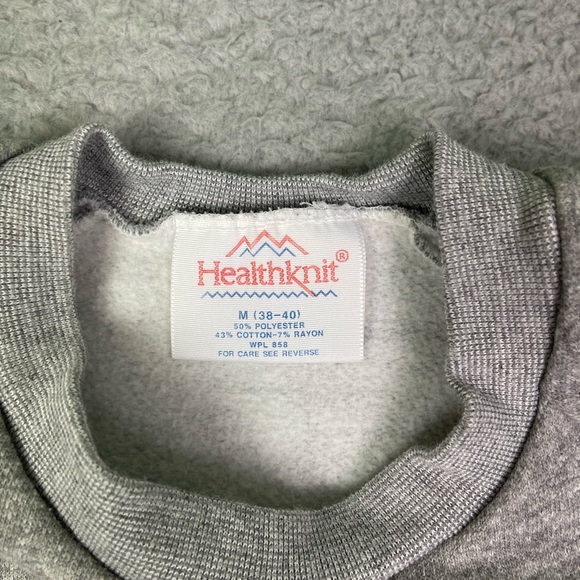 Healthknit®
M (38-40)
50% POLYESTER
43% COTTON-7% RAYON
WPL 858
FOR CARE SEE REVERSE